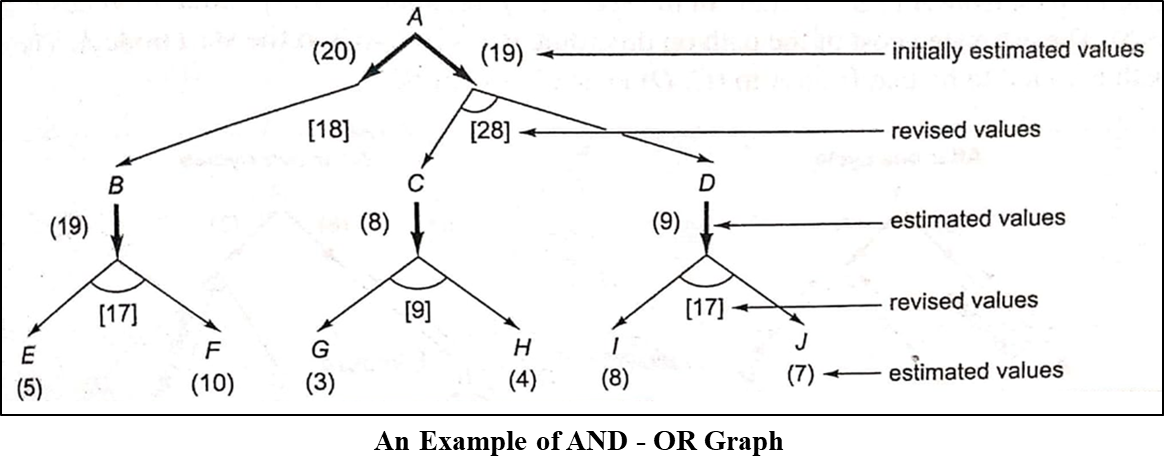 A
(20)
(19)
initially estimated values
[18]
[28]
revised values
B
C
D
(19)
(8)
(9)
estimated values
[17]
[9]
[17]
revised values
E
F
G
H
I
J
(5)
(10)
(3)
(4)
(8)
(7)
estimated values
An Example of AND - OR Graph